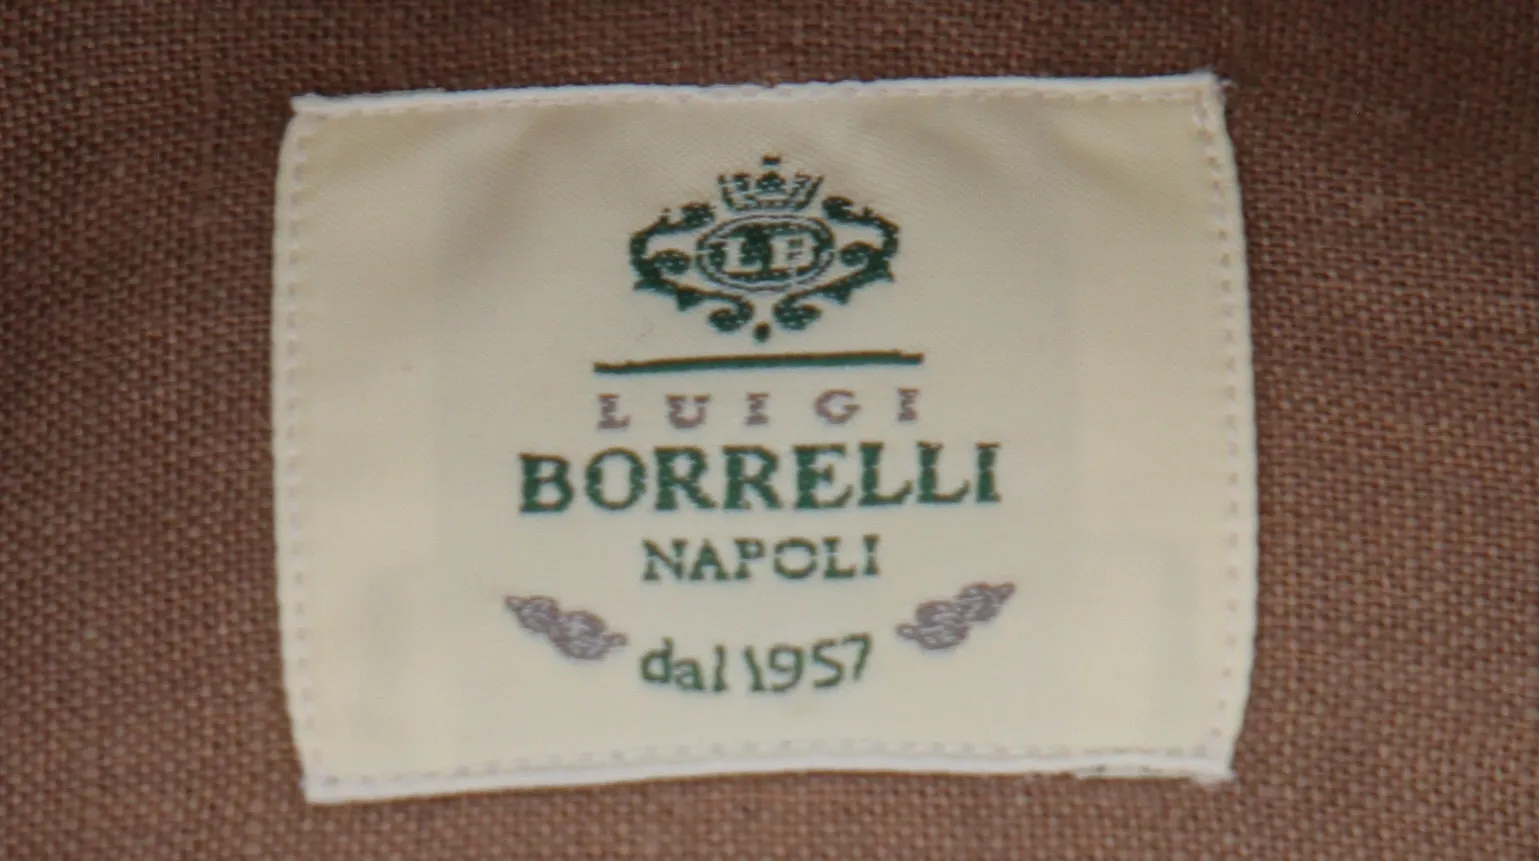 LB
LUIGI
BORRELLI
NAPOLI
dal 1957